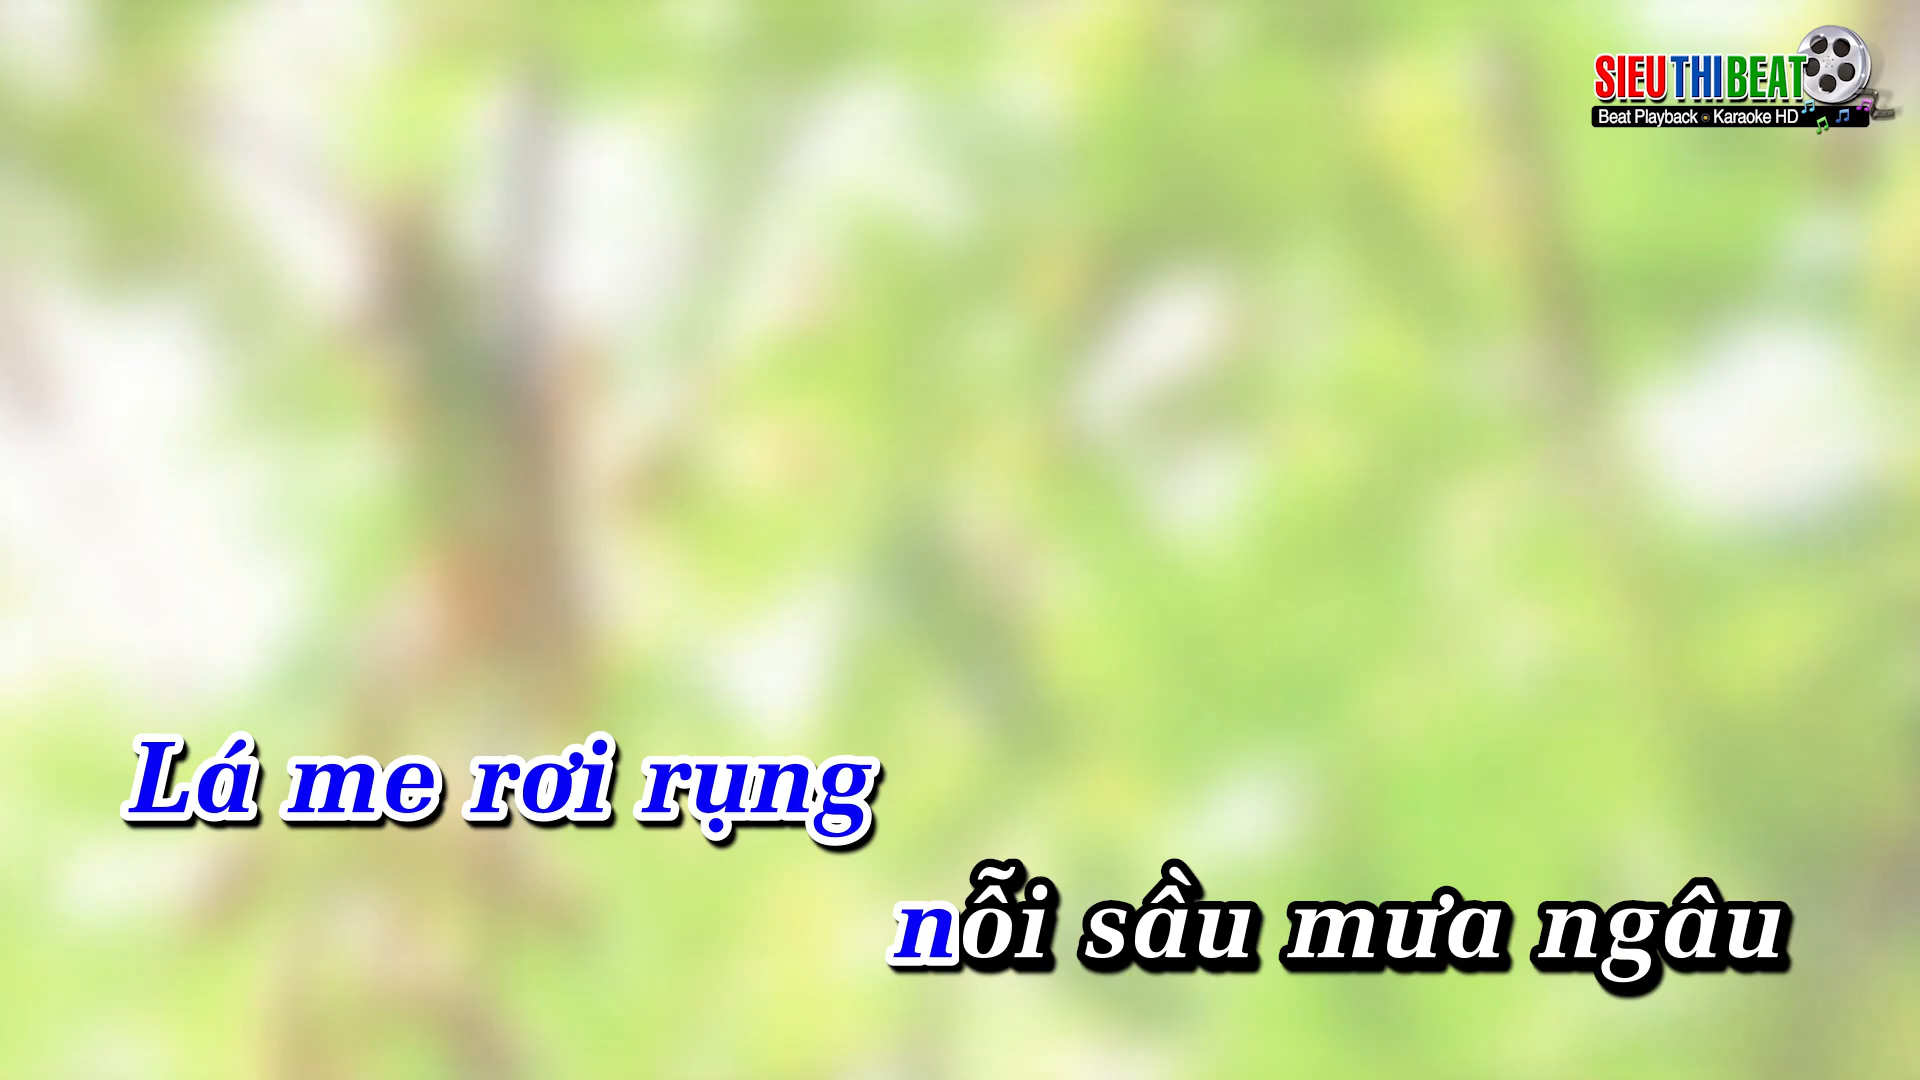 SIEUTHIBEAT
Beat Playback • Karaoke HD
Lá me rơi rụng
nỗi sầu mưa ngâu